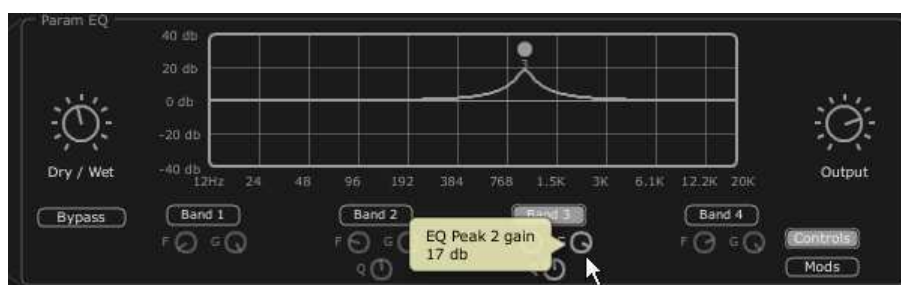 Param EQ
40 db
20 db
0 db
-20 db
-40 db
3
12Hz 24 48 96 192 384 768 1.5K 3K 6.1K 12.2K 20K
Dry / Wet
Output
Bypass
Band 1
Band 2
Band 3
Band 4
F G
F G
F G
Q
Q
EQ Peak 2 gain
17 db
Controls
Mods